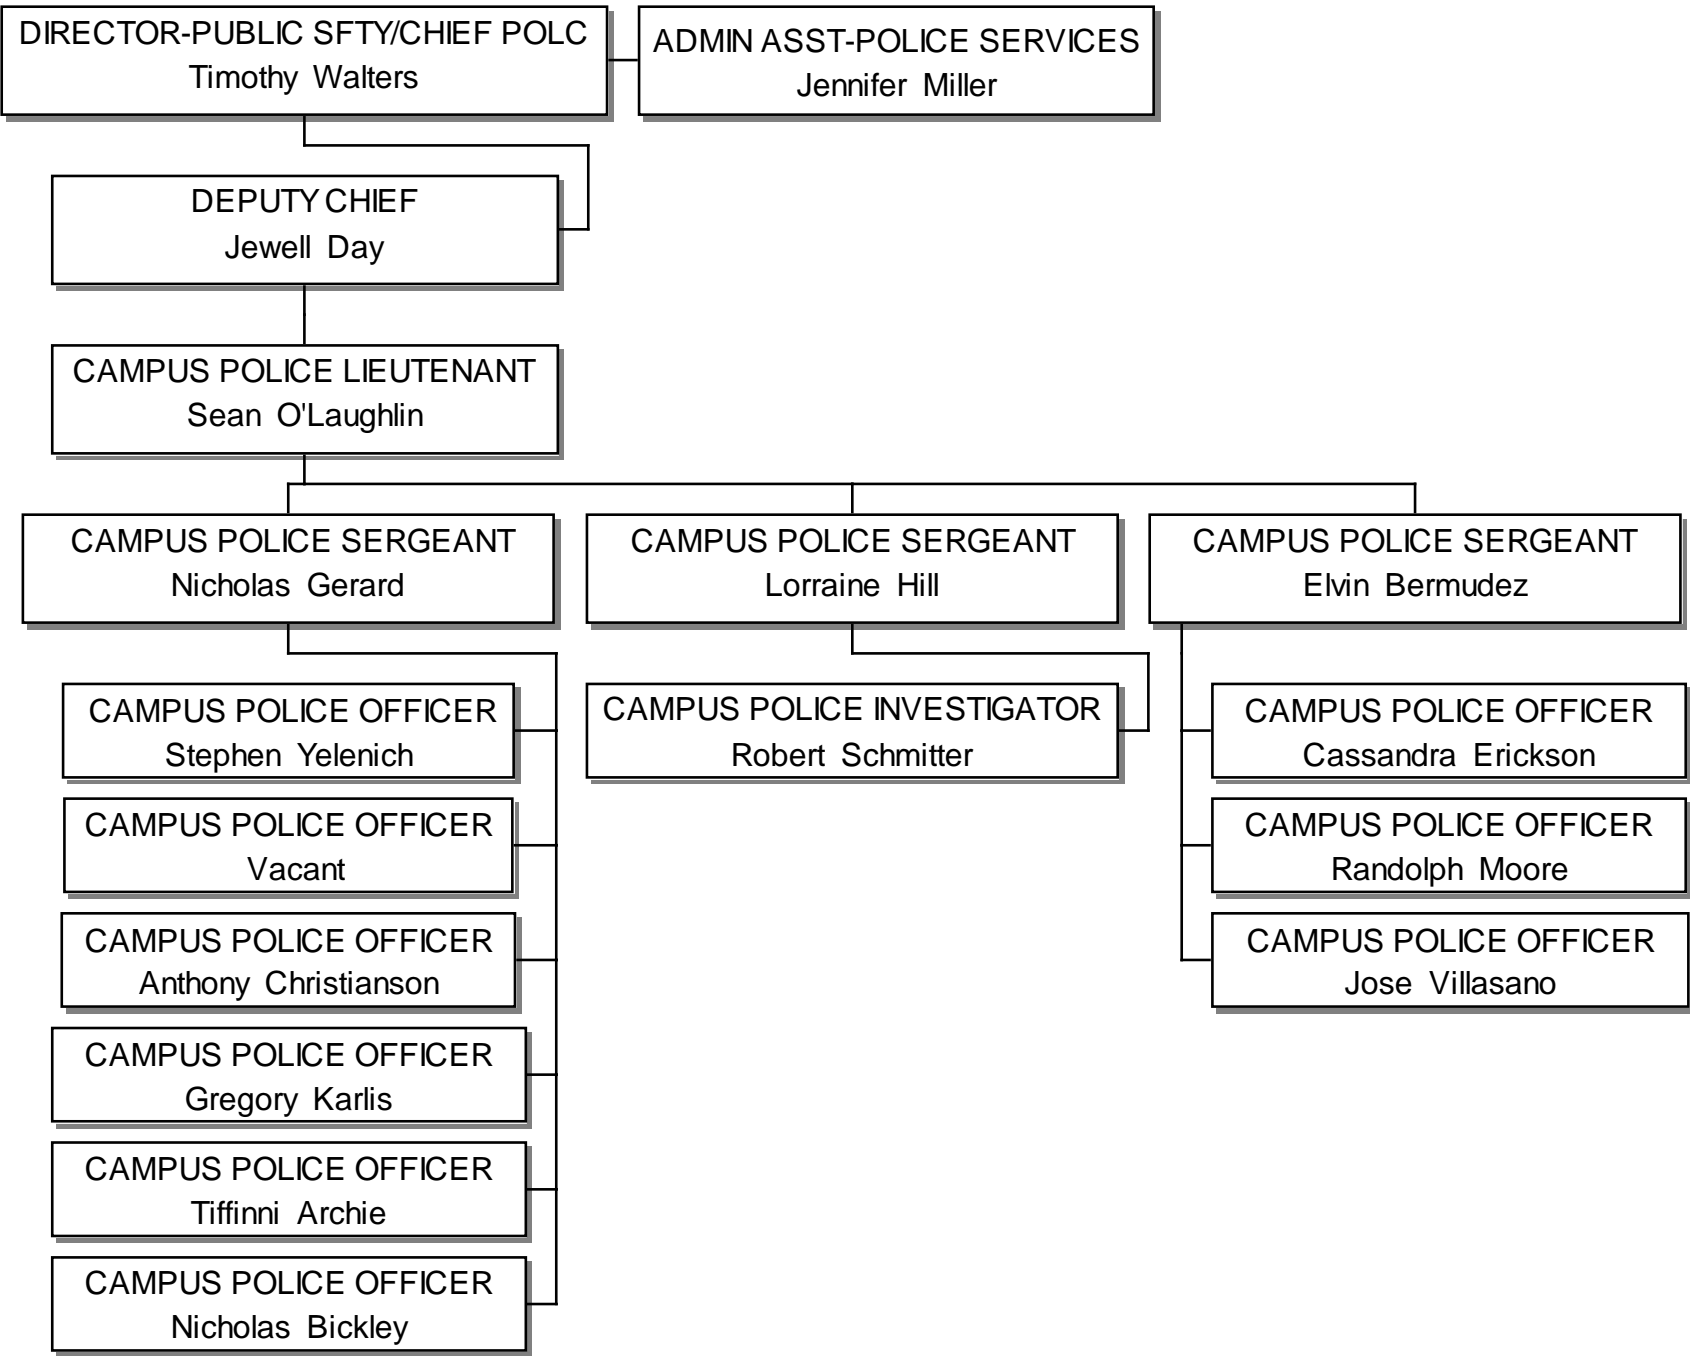 DIRECTOR-PUBLIC SFTY/CHIEF POLC
Timothy Walters
ADMIN ASST-POLICE SERVICES
Jennifer Miller
DEPUTY CHIEF
Jewell Day
CAMPUS POLICE LIEUTENANT
Sean O'Laughlin
CAMPUS POLICE SERGEANT
Nicholas Gerard
CAMPUS POLICE SERGEANT
Lorraine Hill
CAMPUS POLICE SERGEANT
Elvin Bermudez
CAMPUS POLICE OFFICER
Stephen Yelenich
CAMPUS POLICE OFFICER
Vacant
CAMPUS POLICE OFFICER
Anthony Christianson
CAMPUS POLICE OFFICER
Gregory Karlis
CAMPUS POLICE OFFICER
Tiffinni Archie
CAMPUS POLICE OFFICER
Nicholas Bickley
CAMPUS POLICE INVESTIGATOR
Robert Schmitter
CAMPUS POLICE OFFICER
Cassandra Erickson
CAMPUS POLICE OFFICER
Randolph Moore
CAMPUS POLICE OFFICER
Jose Villasano